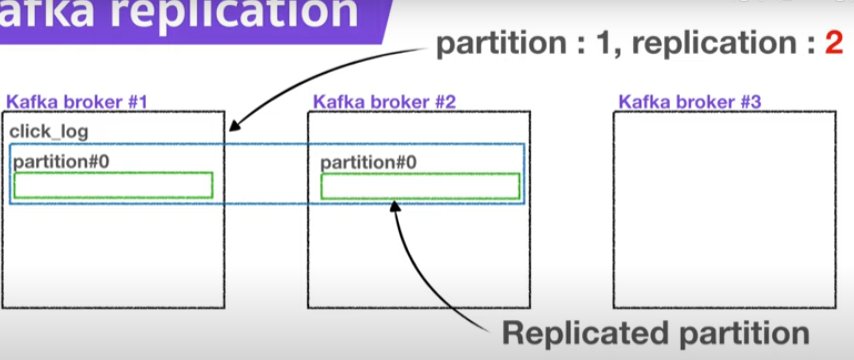 afka replication
partition : 1, replication : 2
Kafka broker #1
Kafka broker #2
Kafka broker #3
click_log
partition#0
partition#0
Replicated partition